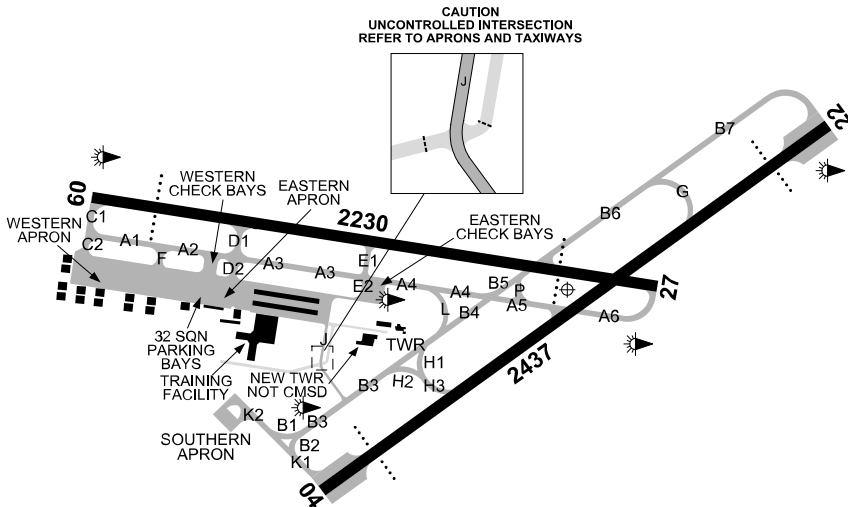 CAUTION
UNCONTROLLED INTERSECTION
REFER TO APRONS AND TAXIWAYS
J
22
B7
WESTERN
CHECK BAYS
EASTERN
APRON
09
WESTERN
APRON
C1
C2
A1
F
A2
D1
D2
A3
A3
2230
E1
E2
EASTERN
CHECK BAYS
A4
A4
B5
P
A5
B6
G
27
A6
L
B4
32 SQN
PARKING
BAYS
TRAINING
FACILITY
J
TWR
NEW TWR
NOT CMSD
H1
H2
H3
B3
2437
K2
B1
B3
B2
K1
SOUTHERN
APRON
04